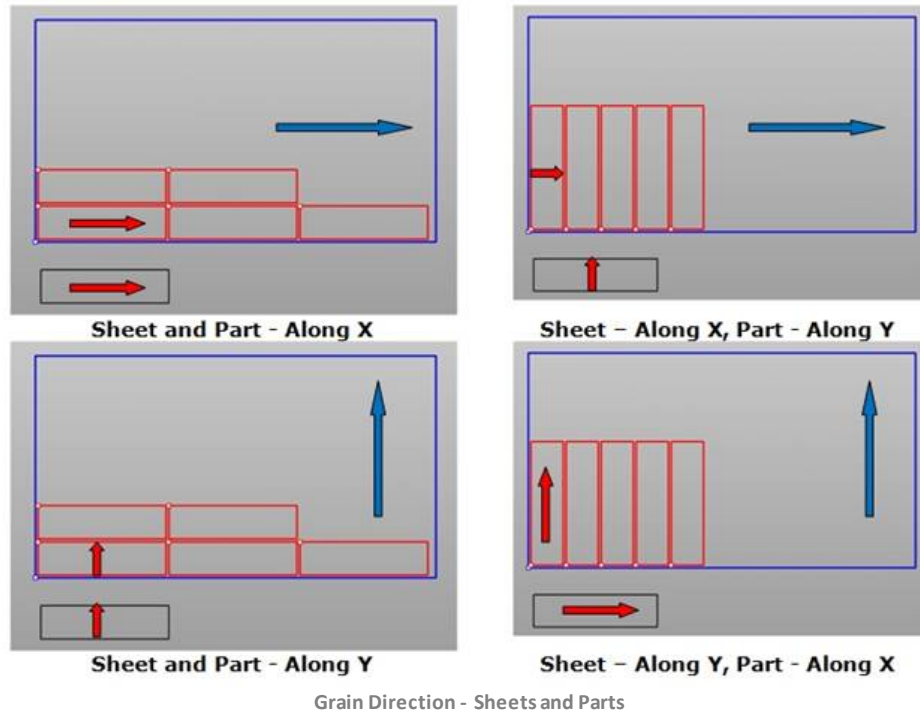 Sheet and Part - Along X
Sheet – Along X, Part - Along Y
Sheet and Part - Along Y
Sheet – Along Y, Part - Along X
Grain Direction - Sheets and Parts